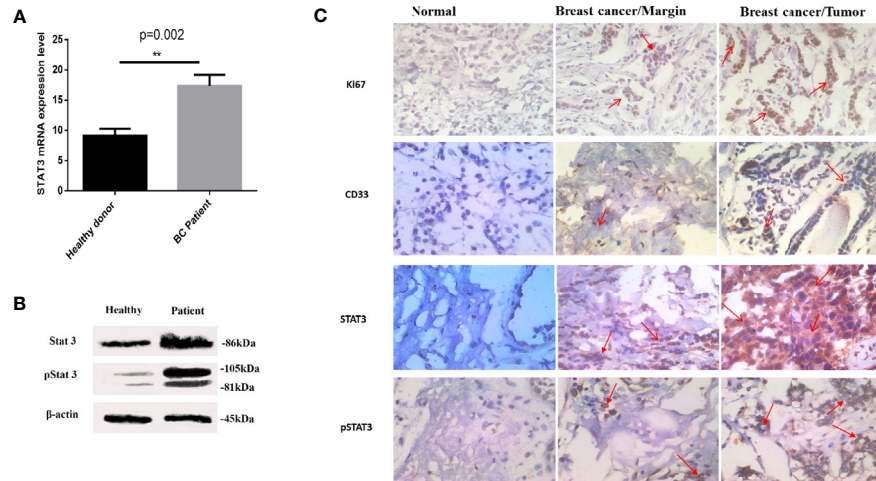 A
p=0.002
**
STAT3 mRNA expression level
25
20
15
10
5
0
Healthy donor
BC Patient
B
Healthy Patient
Stat 3
-86kDa
pStat 3
-105kDa
-81kDa
β-actin
-45kDa
C
Normal
Breast cancer/Margin
Breast cancer/Tumor
Ki67
CD33
STAT3
pSTAT3